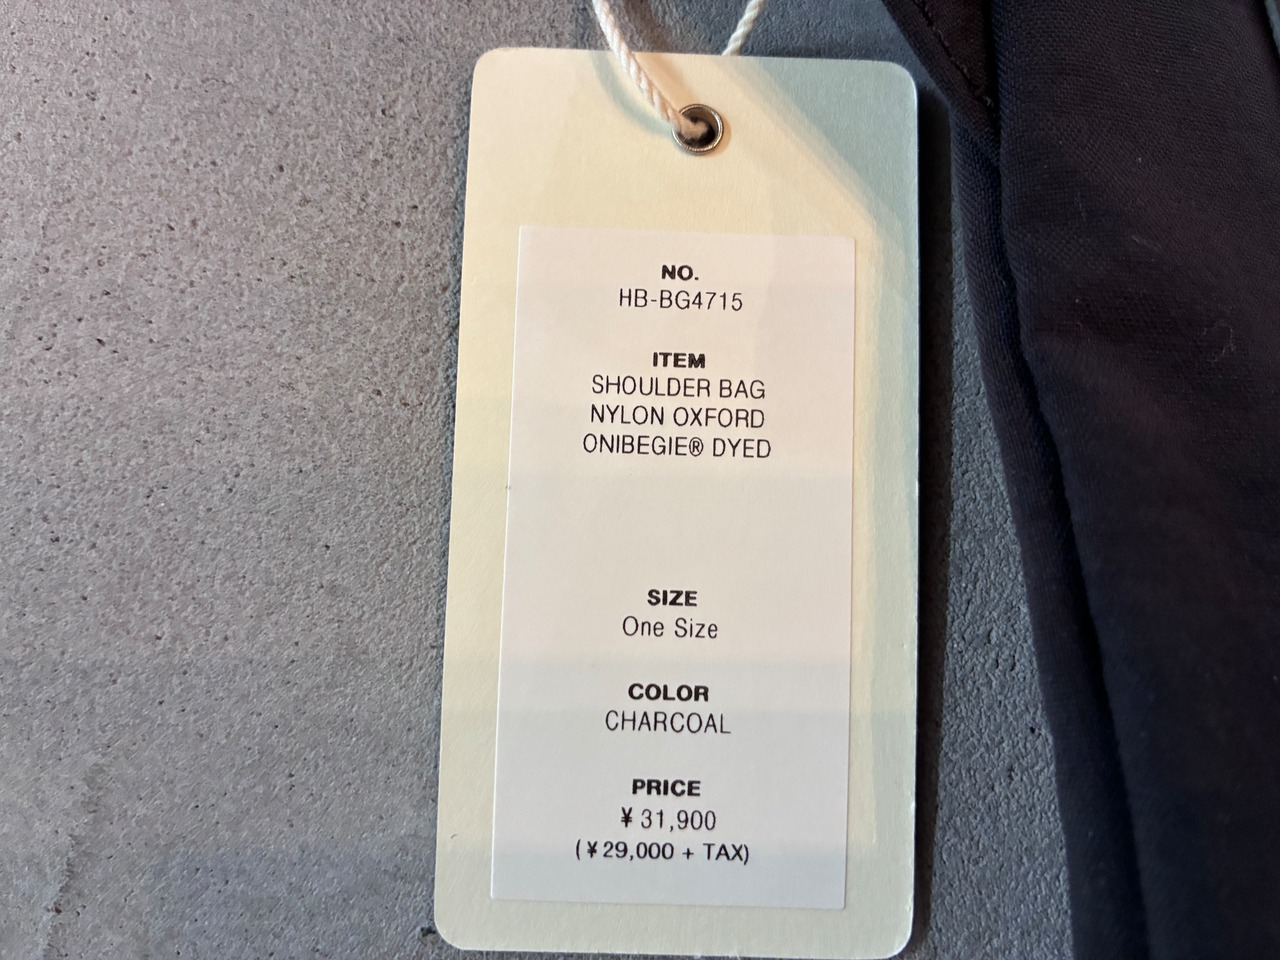 NO.
HB-BG4715
ITEM
SHOULDER BAG
NYLON OXFORD
ONIBEGIE® DYED
SIZE
One Size
COLOR
CHARCOAL
PRICE
¥ 31,900
(¥29,000 + TAX)